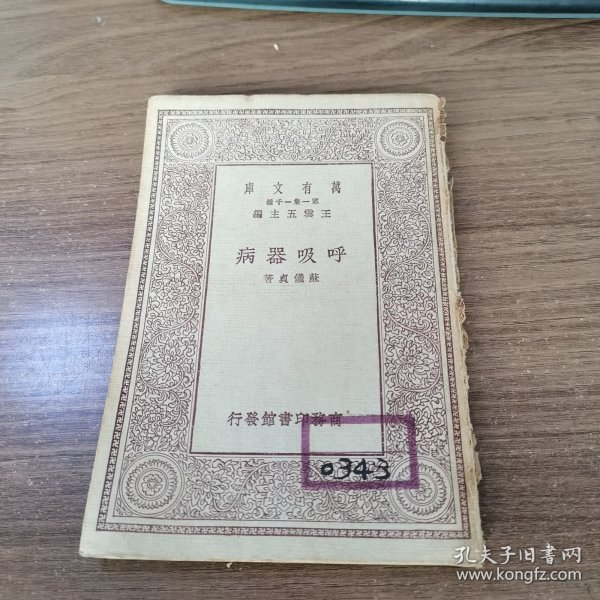 庫文有萬
種千一集一第
編主五雲王
病器吸呼
著貞儀蘇
行發館書印務商
0343
孔夫子旧书网
www.kongfz.com